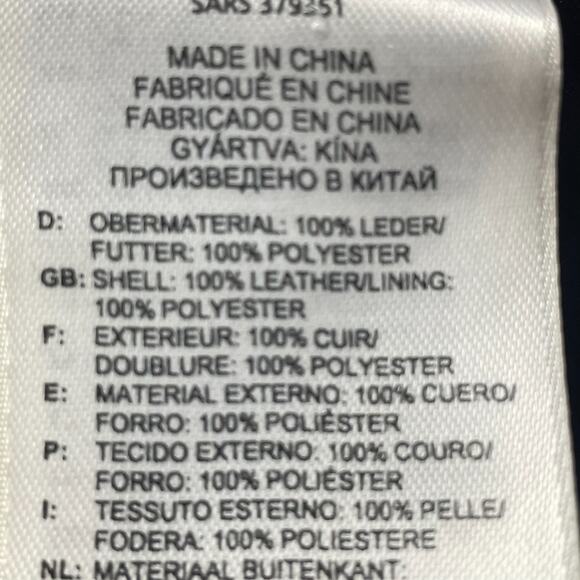 SARS 379351
MADE IN CHINA
FABRIQUÉ EN CHINE
FABRICADO EN CHINA
GYÁRTVA: KÍNA
ПРОИЗВЕДЕНО В КИТАЙ
D: OBERMATERIAL: 100% LEDER/
FUTTER: 100% POLYESTER
GB: SHELL: 100% LEATHER/LINING:
100% POLYESTER
F: EXTERIEUR: 100% CUIR/
DOUBLURE: 100% POLYESTER
E: MATERIAL EXTERNO: 100% CUERO/
FORRO: 100% POLIÉSTER
P: TECIDO EXTERNO: 100% COURO/
FORRO: 100% POLIÉSTER
I: TESSUTO ESTERNO: 100% PELLE/
FODERA: 100% POLIESTERE
NL: MATERIAAL BUITENKANT: